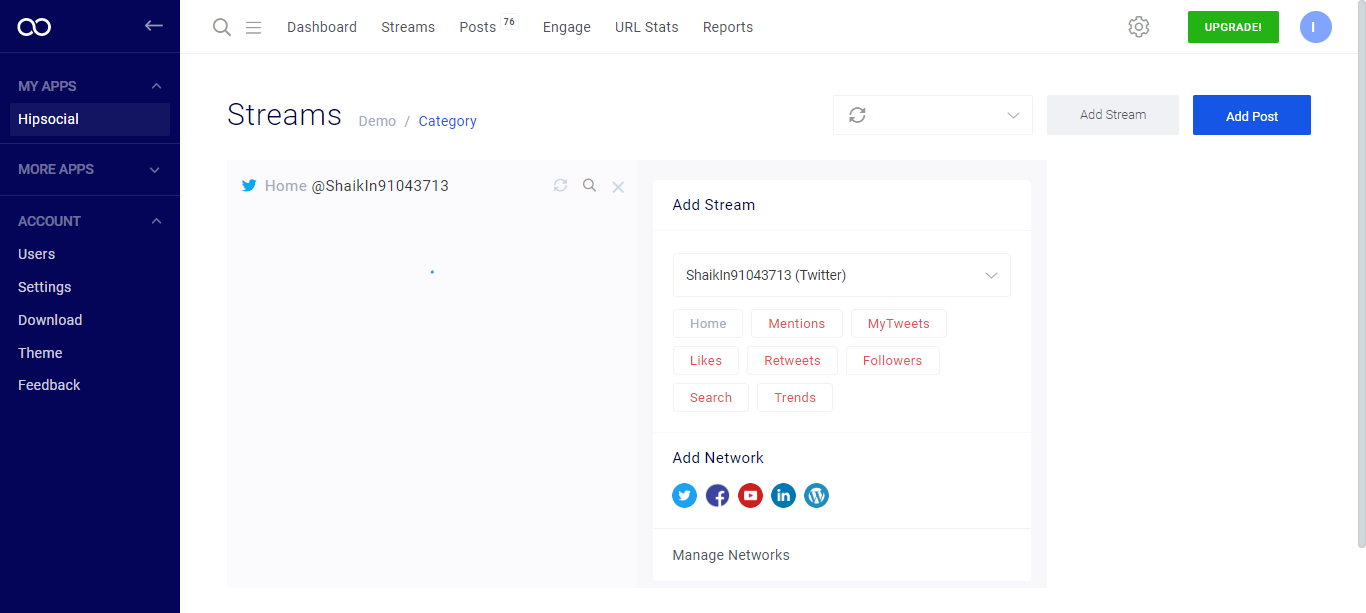 Dashboard Streams Posts 76 Engage URL Stats Reports UPGRADE! I
MY APPS
Hipsocial
MORE APPS
ACCOUNT
Users
Settings
Download
Theme
Feedback
Streams Demo / Category Add Stream Add Post
Home @ShaikIn91043713
Add Stream
ShaikIn91043713 (Twitter)
Home Mentions MyTweets
Likes Retweets Followers
Search Trends
Add Network
Manage Networks